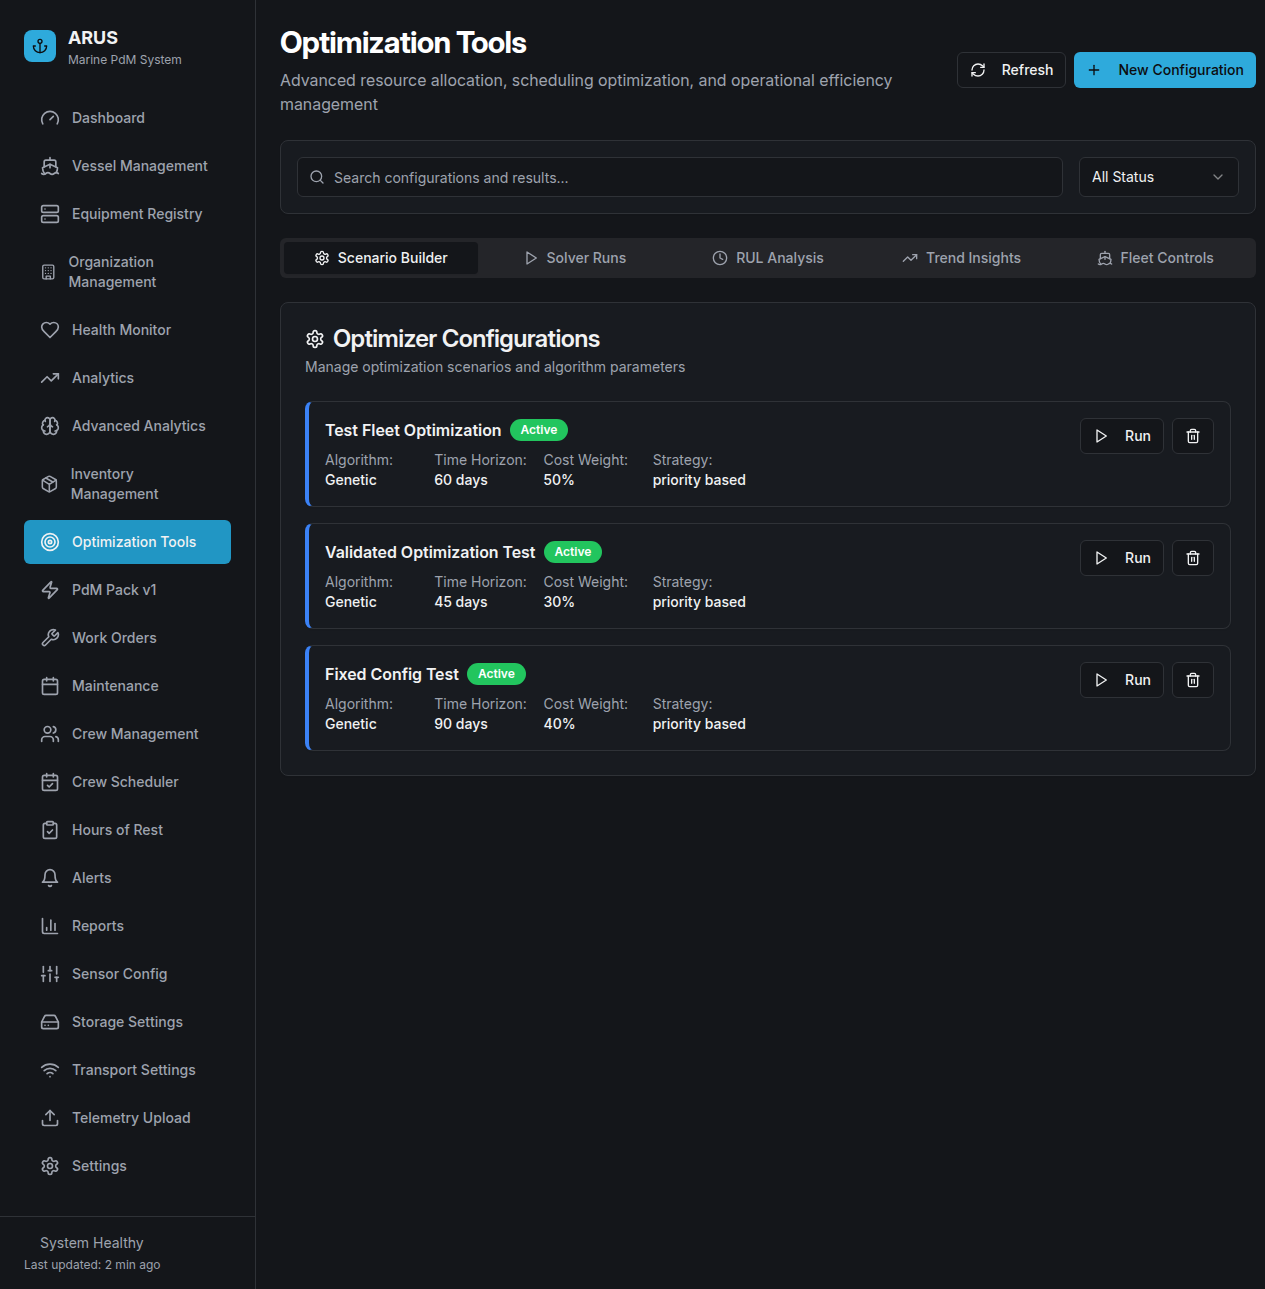 ARUS
Marine PdM System
Dashboard
Vessel Management
Equipment Registry
Organization
Management
Health Monitor
Analytics
Advanced Analytics
Inventory
Management
Optimization Tools
PdM Pack v1
Work Orders
Maintenance
Crew Management
Crew Scheduler
Hours of Rest
Alerts
Reports
Sensor Config
Storage Settings
Transport Settings
Telemetry Upload
Settings
System Healthy
Last updated: 2 min ago
Optimization Tools
Advanced resource allocation, scheduling optimization, and operational efficiency
management
Refresh
New Configuration
Search configurations and results...
All Status
Scenario Builder
Solver Runs
RUL Analysis
Trend Insights
Fleet Controls
Optimizer Configurations
Manage optimization scenarios and algorithm parameters
Test Fleet Optimization Active
Run
Algorithm: Time Horizon: Cost Weight: Strategy:
Genetic 60 days 50% priority based
Validated Optimization Test Active
Run
Algorithm: Time Horizon: Cost Weight: Strategy:
Genetic 45 days 30% priority based
Fixed Config Test Active
Run
Algorithm: Time Horizon: Cost Weight: Strategy:
Genetic 90 days 40% priority based